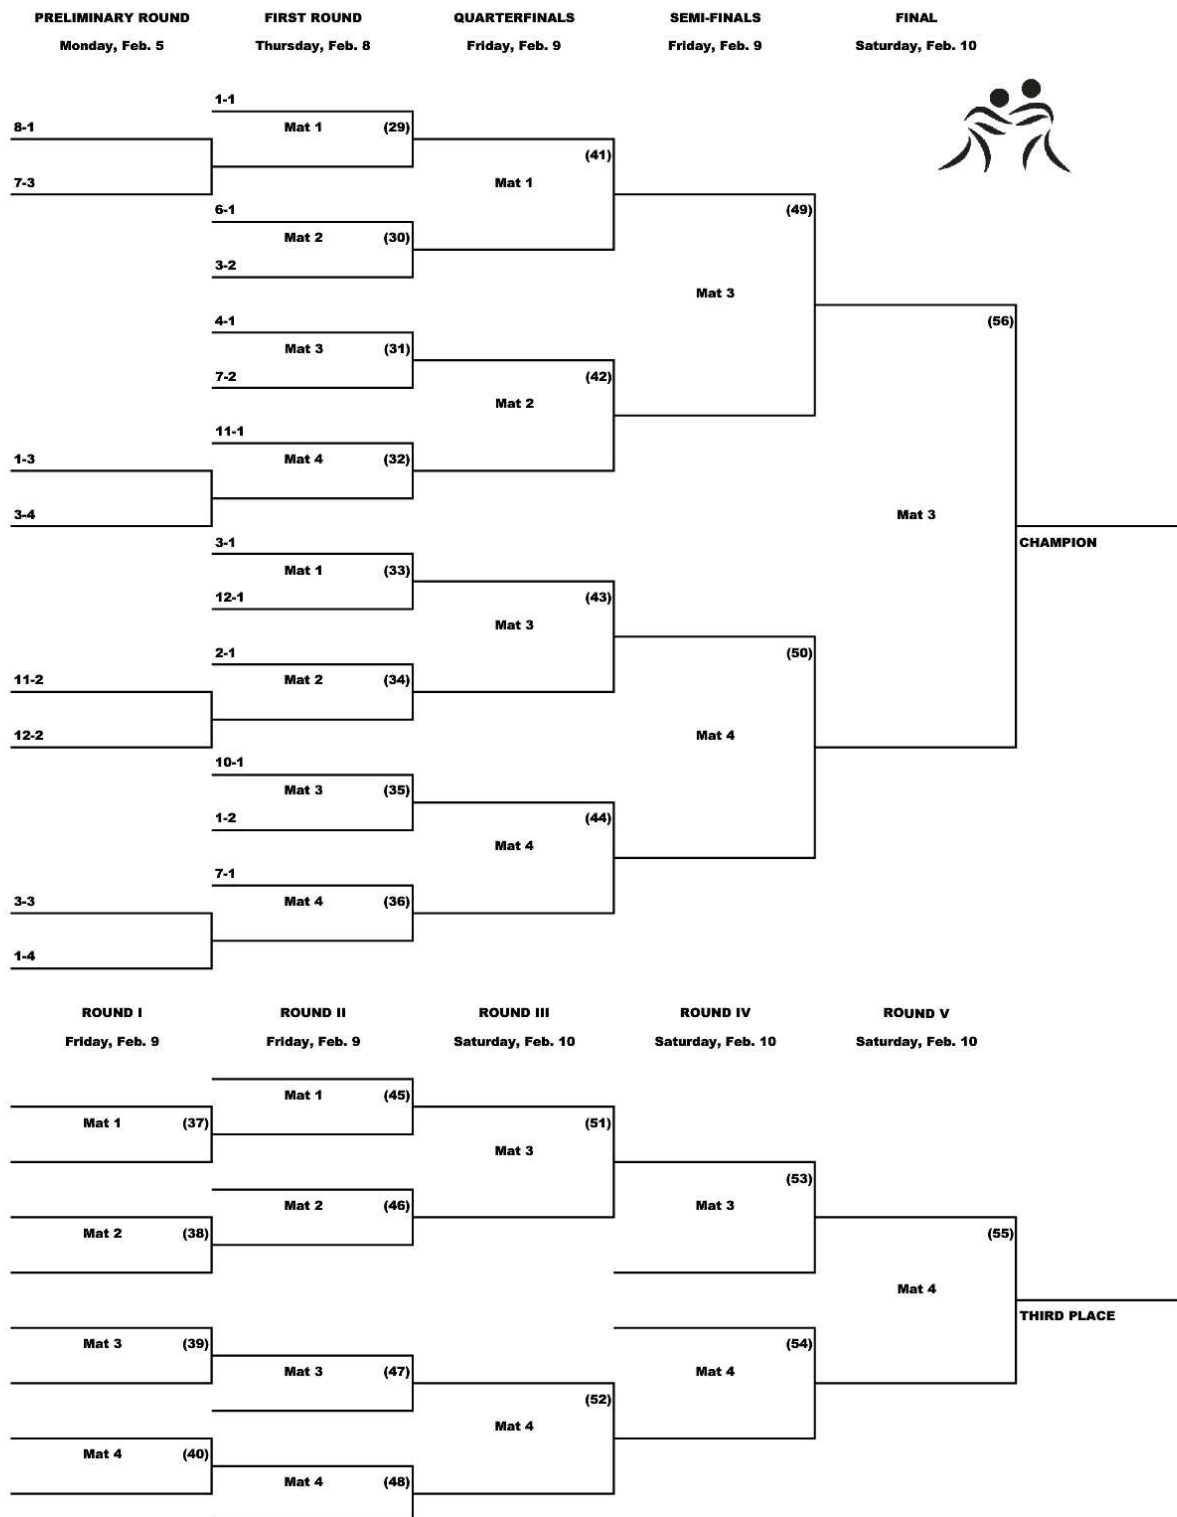 PRELIMINARY ROUND FIRST ROUND QUARTERFINALS SEMI-FINALS FINAL
Monday, Feb. 5 Thursday, Feb. 8 Friday, Feb. 9 Friday, Feb. 9 Saturday, Feb. 10
1-1
8-1 Mat 1 (29)
(41)
7-3 Mat 1
6-1 (49)
Mat 2 (30)
3-2
Mat 3
4-1 (56)
Mat 3 (31)
7-2 (42)
Mat 2
11-1
1-3 Mat 4 (32)
3-4 Mat 3
3-1 CHAMPION
Mat 1 (33)
12-1 (43)
Mat 3
2-1 (50)
11-2 Mat 2 (34)
12-2 Mat 4
10-1
Mat 3 (35)
1-2 (44)
Mat 4
7-1
3-3 Mat 4 (36)
1-4
ROUND I ROUND II ROUND III ROUND IV ROUND V
Friday, Feb. 9 Friday, Feb. 9 Saturday, Feb. 10 Saturday, Feb. 10 Saturday, Feb. 10
Mat 1 (45)
Mat 1 (37) (51)
Mat 3
(53)
Mat 2 (46) Mat 3
Mat 2 (38) (55)
Mat 4
THIRD PLACE
Mat 3 (39) (54)
Mat 3 (47) Mat 4
(52)
Mat 4
Mat 4 (40)
Mat 4 (48)